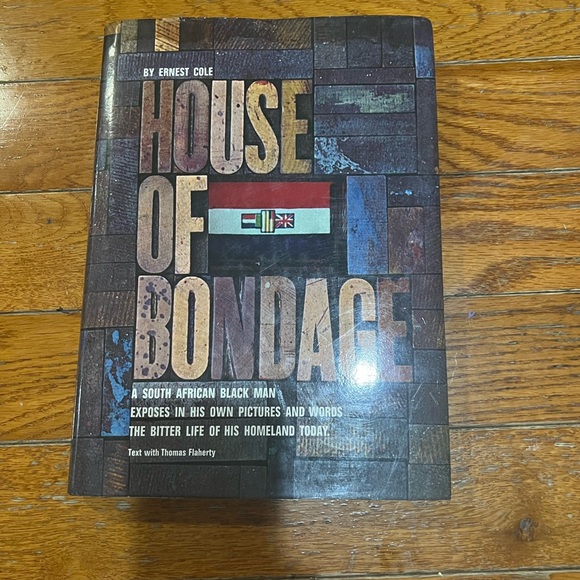 BY ERNEST COLE
HOUSE
OF
BONDAGE
A SOUTH AFRICAN BLACK MAN
EXPOSES IN HIS OWN PICTURES AND WORDS
THE BITTER LIFE OF HIS HOMELAND TODAY.
Text with Thomas Flaherty